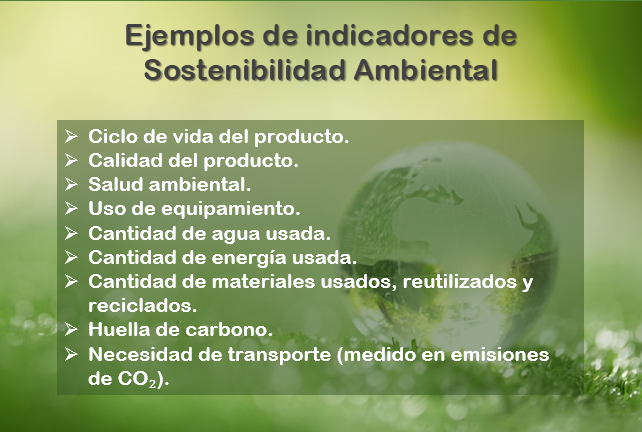 Ejemplos de indicadores de
Sostenibilidad Ambiental
➢ Ciclo de vida del producto.
➢ Calidad del producto.
➢ Salud ambiental.
➢ Uso de equipamiento.
➢ Cantidad de agua usada.
➢ Cantidad de energía usada.
➢ Cantidad de materiales usados, reutilizados y
reciclados.
➢ Huella de carbono.
➢ Necesidad de transporte (medido en emisiones
de CO₂).